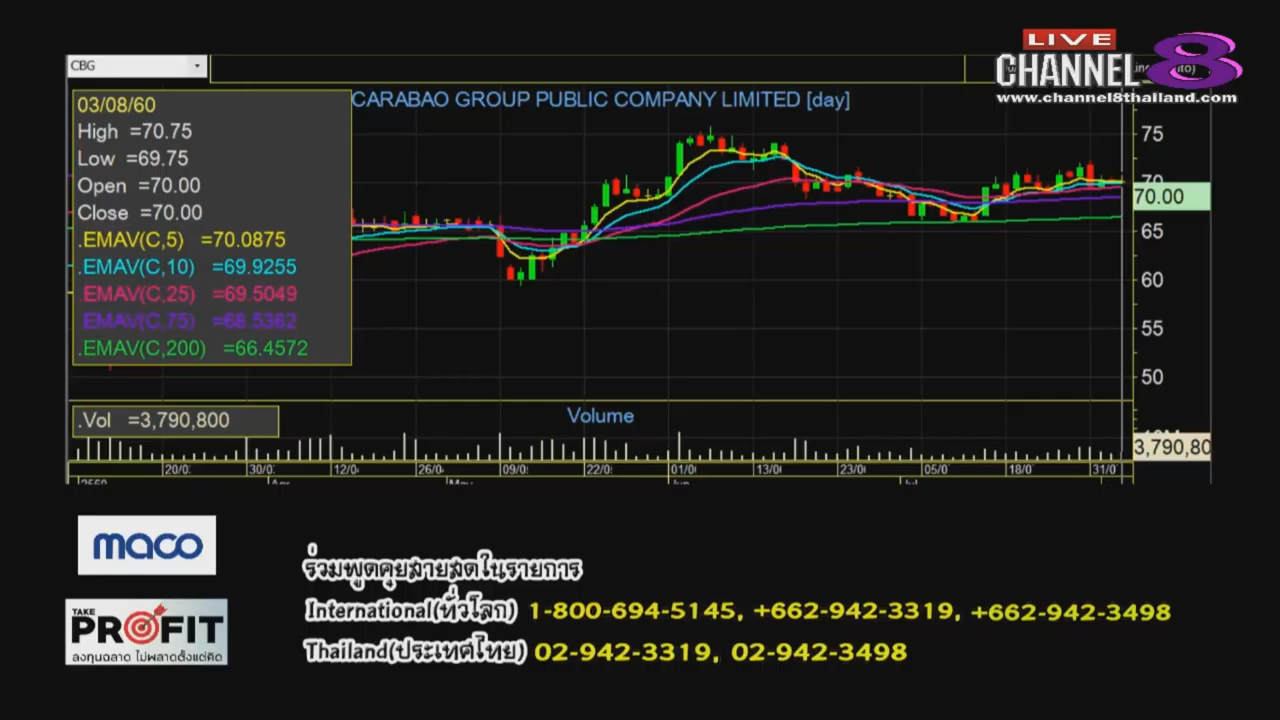 LIVE
CHANNEL 8
www.channel8thailand.com
CBG
CARABAO GROUP PUBLIC COMPANY LIMITED [day]
03/08/60
High =70.75
Low =69.75
Open =70.00
Close =70.00
.EMAV(C,5) =70.0875
.EMAV(C,10) =69.9255
.EMAV(C,25) =69.5049
.EMAV(C,75) =68.5362
.EMAV(C,200) =66.4572
75
70
70.00
65
60
55
50
.Vol =3,790,800
Volume
3,790,80
20/0 30/0 12/0 26/0 09/0 22/0 01/0 13/0 23/0 05/0 18/0 31/0
2560 Apr May Jun Jul
maco
ร่วมพูดคุยสายสดในรายการ
International(ทั่วโลก) 1-800-694-5145, +662-942-3319, +662-942-3498
Thailand(ประเทศไทย) 02-942-3319, 02-942-3498
TAKE
PROFIT
ลงทุนฉลาด ไม่พลาดตั้งแต่คิด